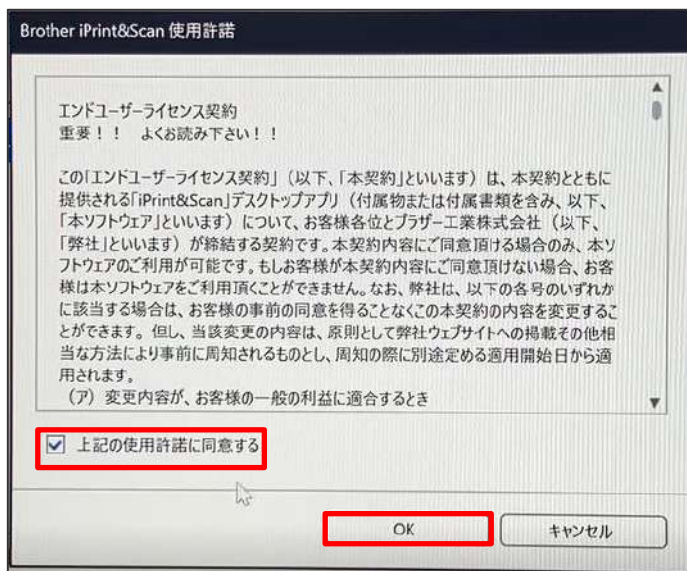 Brother iPrint&Scan 使用許諾
エンドユーザーライセンス契約
重要！！　よくお読み下さい！！
この「エンドユーザーライセンス契約」（以下、「本契約」といいます）は、本契約とともに
提供される「iPrint&Scan」デスクトップアプリ（付属物または付属書類を含み、以下、
「本ソフトウェア」といいます）について、お客様各位とブラザー工業株式会社（以下、
「弊社」といいます）が締結する契約です。本契約内容にご同意頂ける場合のみ、本ソ
フトウェアのご利用が可能です。もしお客様が本契約内容にご同意頂けない場合、お客
様は本ソフトウェアをご利用頂くことができません。なお、弊社は、以下の各号のいずれか
に該当する場合は、お客様の事前の同意を得ることなくこの本契約の内容を変更するこ
とができます。但し、当該変更の内容は、原則として弊社ウェブサイトへの掲載その他相
当な方法により事前に周知されるものとし、周知の際に別途定める適用開始日から適
用されます。
（ア）変更内容が、お客様の一般の利益に適合するとき
上記の使用許諾に同意する
OK
キャンセル